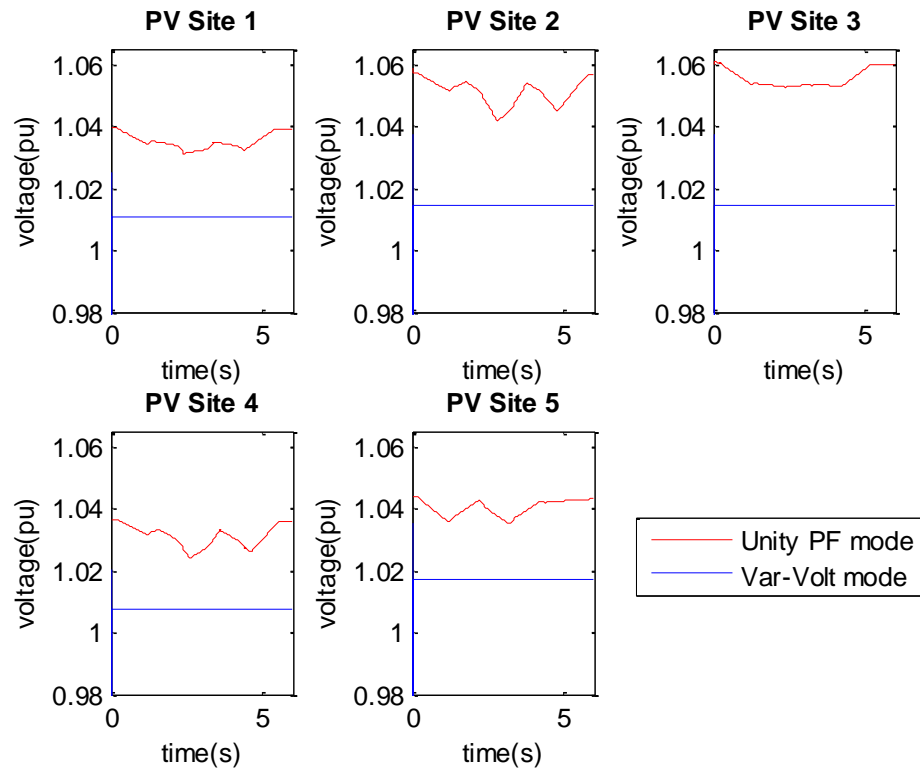 PV Site 1
1.06
1.04
1.02
1
0.98
voltage(pu)
0
5
time(s)
PV Site 2
1.06
1.04
1.02
1
0.98
voltage(pu)
0
5
time(s)
PV Site 3
1.06
1.04
1.02
1
0.98
voltage(pu)
0
5
time(s)
PV Site 4
1.06
1.04
1.02
1
0.98
voltage(pu)
0
5
time(s)
PV Site 5
1.06
1.04
1.02
1
0.98
voltage(pu)
0
5
time(s)
Unity PF mode
Var-Volt mode